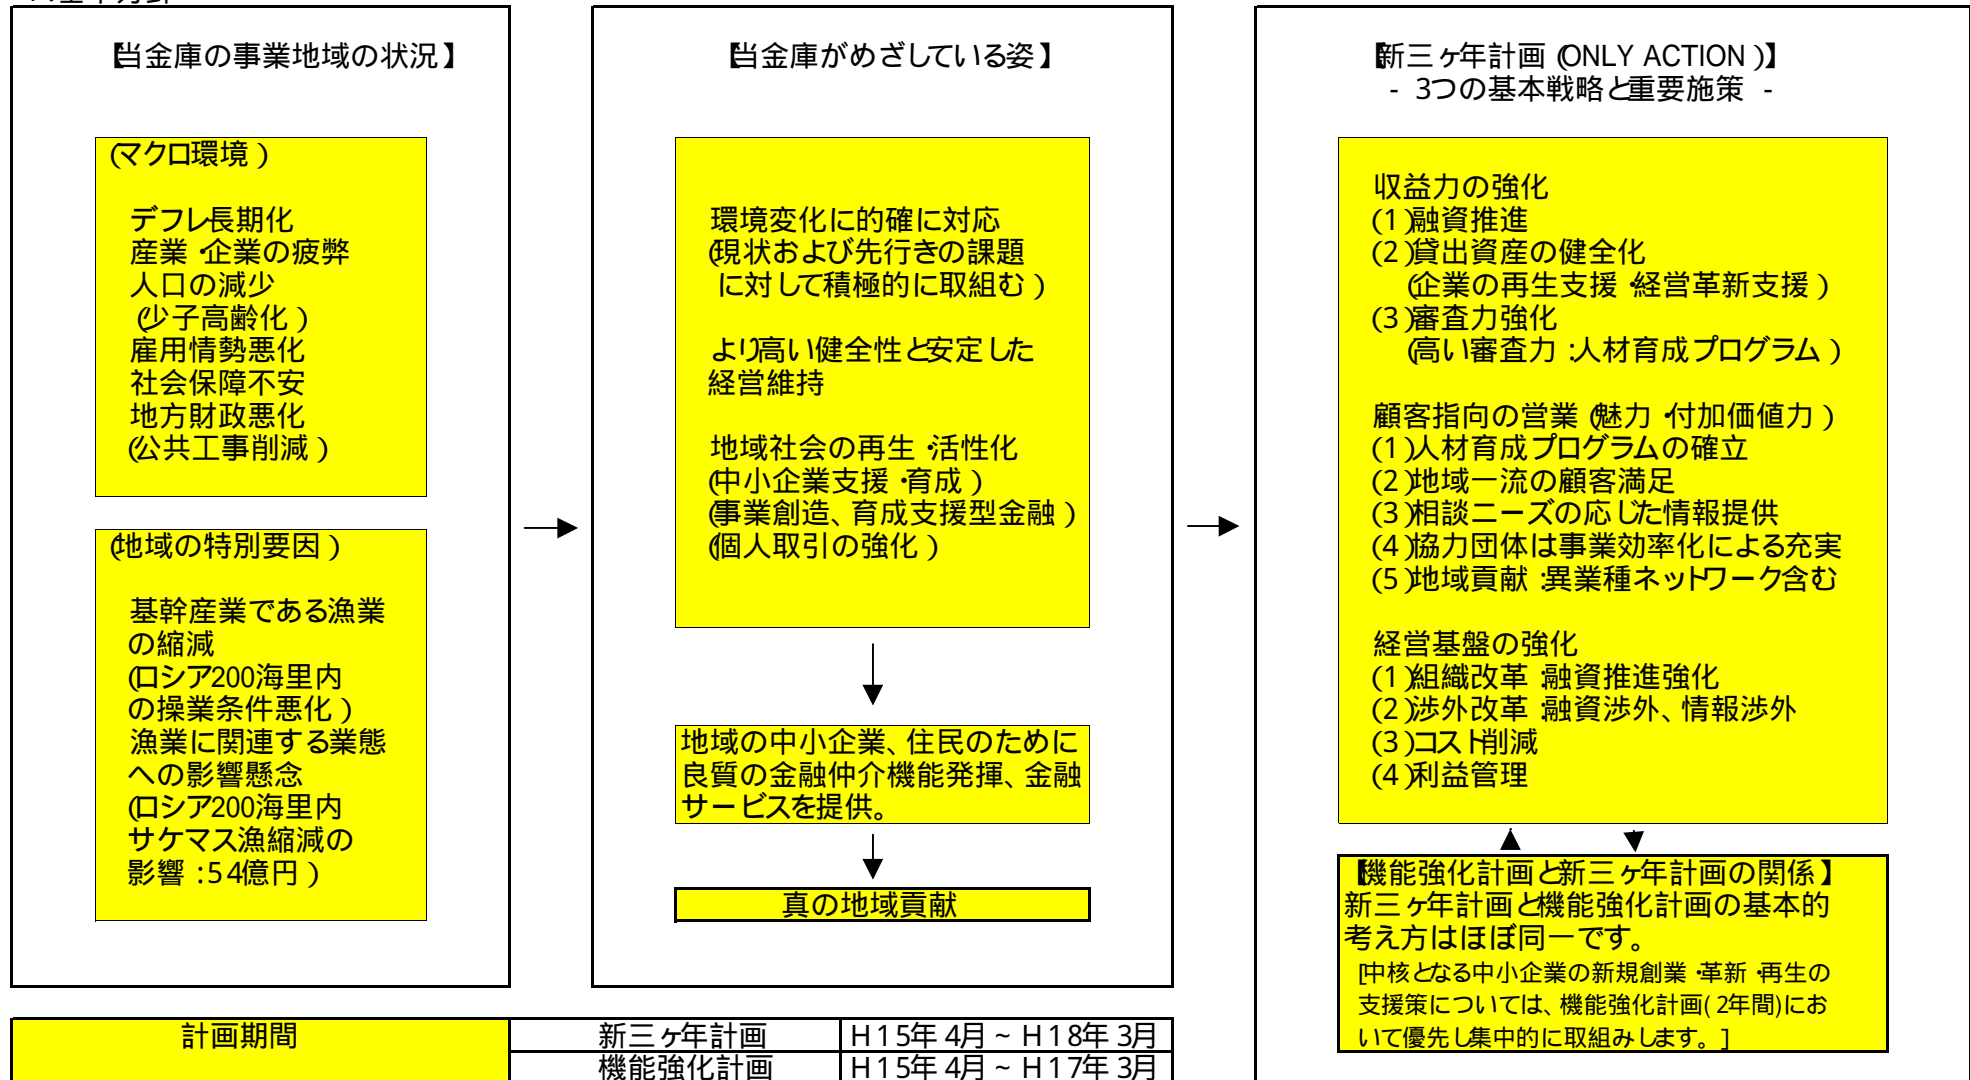 【当金庫の事業地域の状況】
(マクロ環境)
デフレ長期化
産業・企業の疲弊
人口の減少
(少子高齢化)
雇用情勢悪化
社会保障不安
地方財政悪化
(公共工事削減)
(地域の特別要因)
基幹産業である漁業
の縮減
(ロシア200海里内
の操業条件悪化)
漁業に関連する業態
への影響懸念
(ロシア200海里内
サケマス漁縮減の
影響:54億円)
【当金庫がめざしている姿】
環境変化に的確に対応
(現状および先行きの課題
に対して積極的に取組む)
より高い健全性と安定した
経営維持
地域社会の再生・活性化
(中小企業支援・育成)
(事業創造、育成支援型金融)
(個人取引の強化)
地域の中小企業、住民のために
良質の金融仲介機能発揮、金融
サービスを提供。
真の地域貢献
【新三ヶ年計画(ONLY ACTION)】
- 3つの基本戦略と重要施策 -
収益力の強化
(1)融資推進
(2)貸出資産の健全化
(企業の再生支援・経営革新支援)
(3)審査力強化
(高い審査力:人材育成プログラム)
顧客指向の営業(魅力・付加価値力)
(1)人材育成プログラムの確立
(2)地域一流の顧客満足
(3)相談ニーズの応じた情報提供
(4)協力団体は事業効率化による充実
(5)地域貢献:異業種ネットワーク含む
経営基盤の強化
(1)組織改革:融資推進強化
(2)渉外改革:融資渉外、情報渉外
(3)コスト削減
(4)利益管理
【機能強化計画と新三ヶ年計画の関係】
新三ヶ年計画と機能強化計画の基本的
考え方はほぼ同一です。
[中核となる中小企業の新規創業・革新・再生の
支援策については、機能強化計画(2年間)にお
いて優先し集中的に取組みします。]
計画期間 新三ヶ年計画 H15年4月~H18年3月
機能強化計画 H15年4月~H17年3月